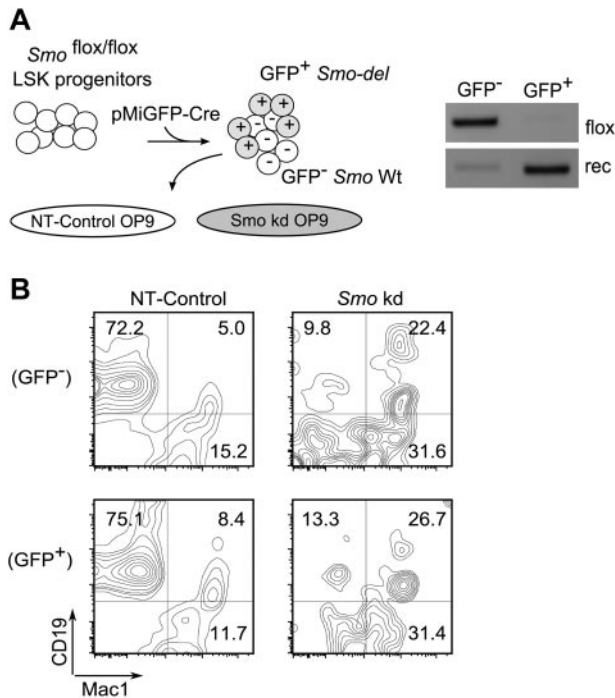 A
Smo flox/flox
LSK progenitors
pMiGFP-Cre
GFP+ Smo-del
+ + + + + +
- - - - - - -
GFP- Smo Wt
NT-Control OP9
Smo kd OP9
GFP- GFP+
flox
rec
B
NT-Control
Smo kd
(GFP-)
72.2 5.0
15.2
9.8 22.4
31.6
(GFP+)
75.1 8.4
11.7
13.3 26.7
31.4
CD19
Mac1